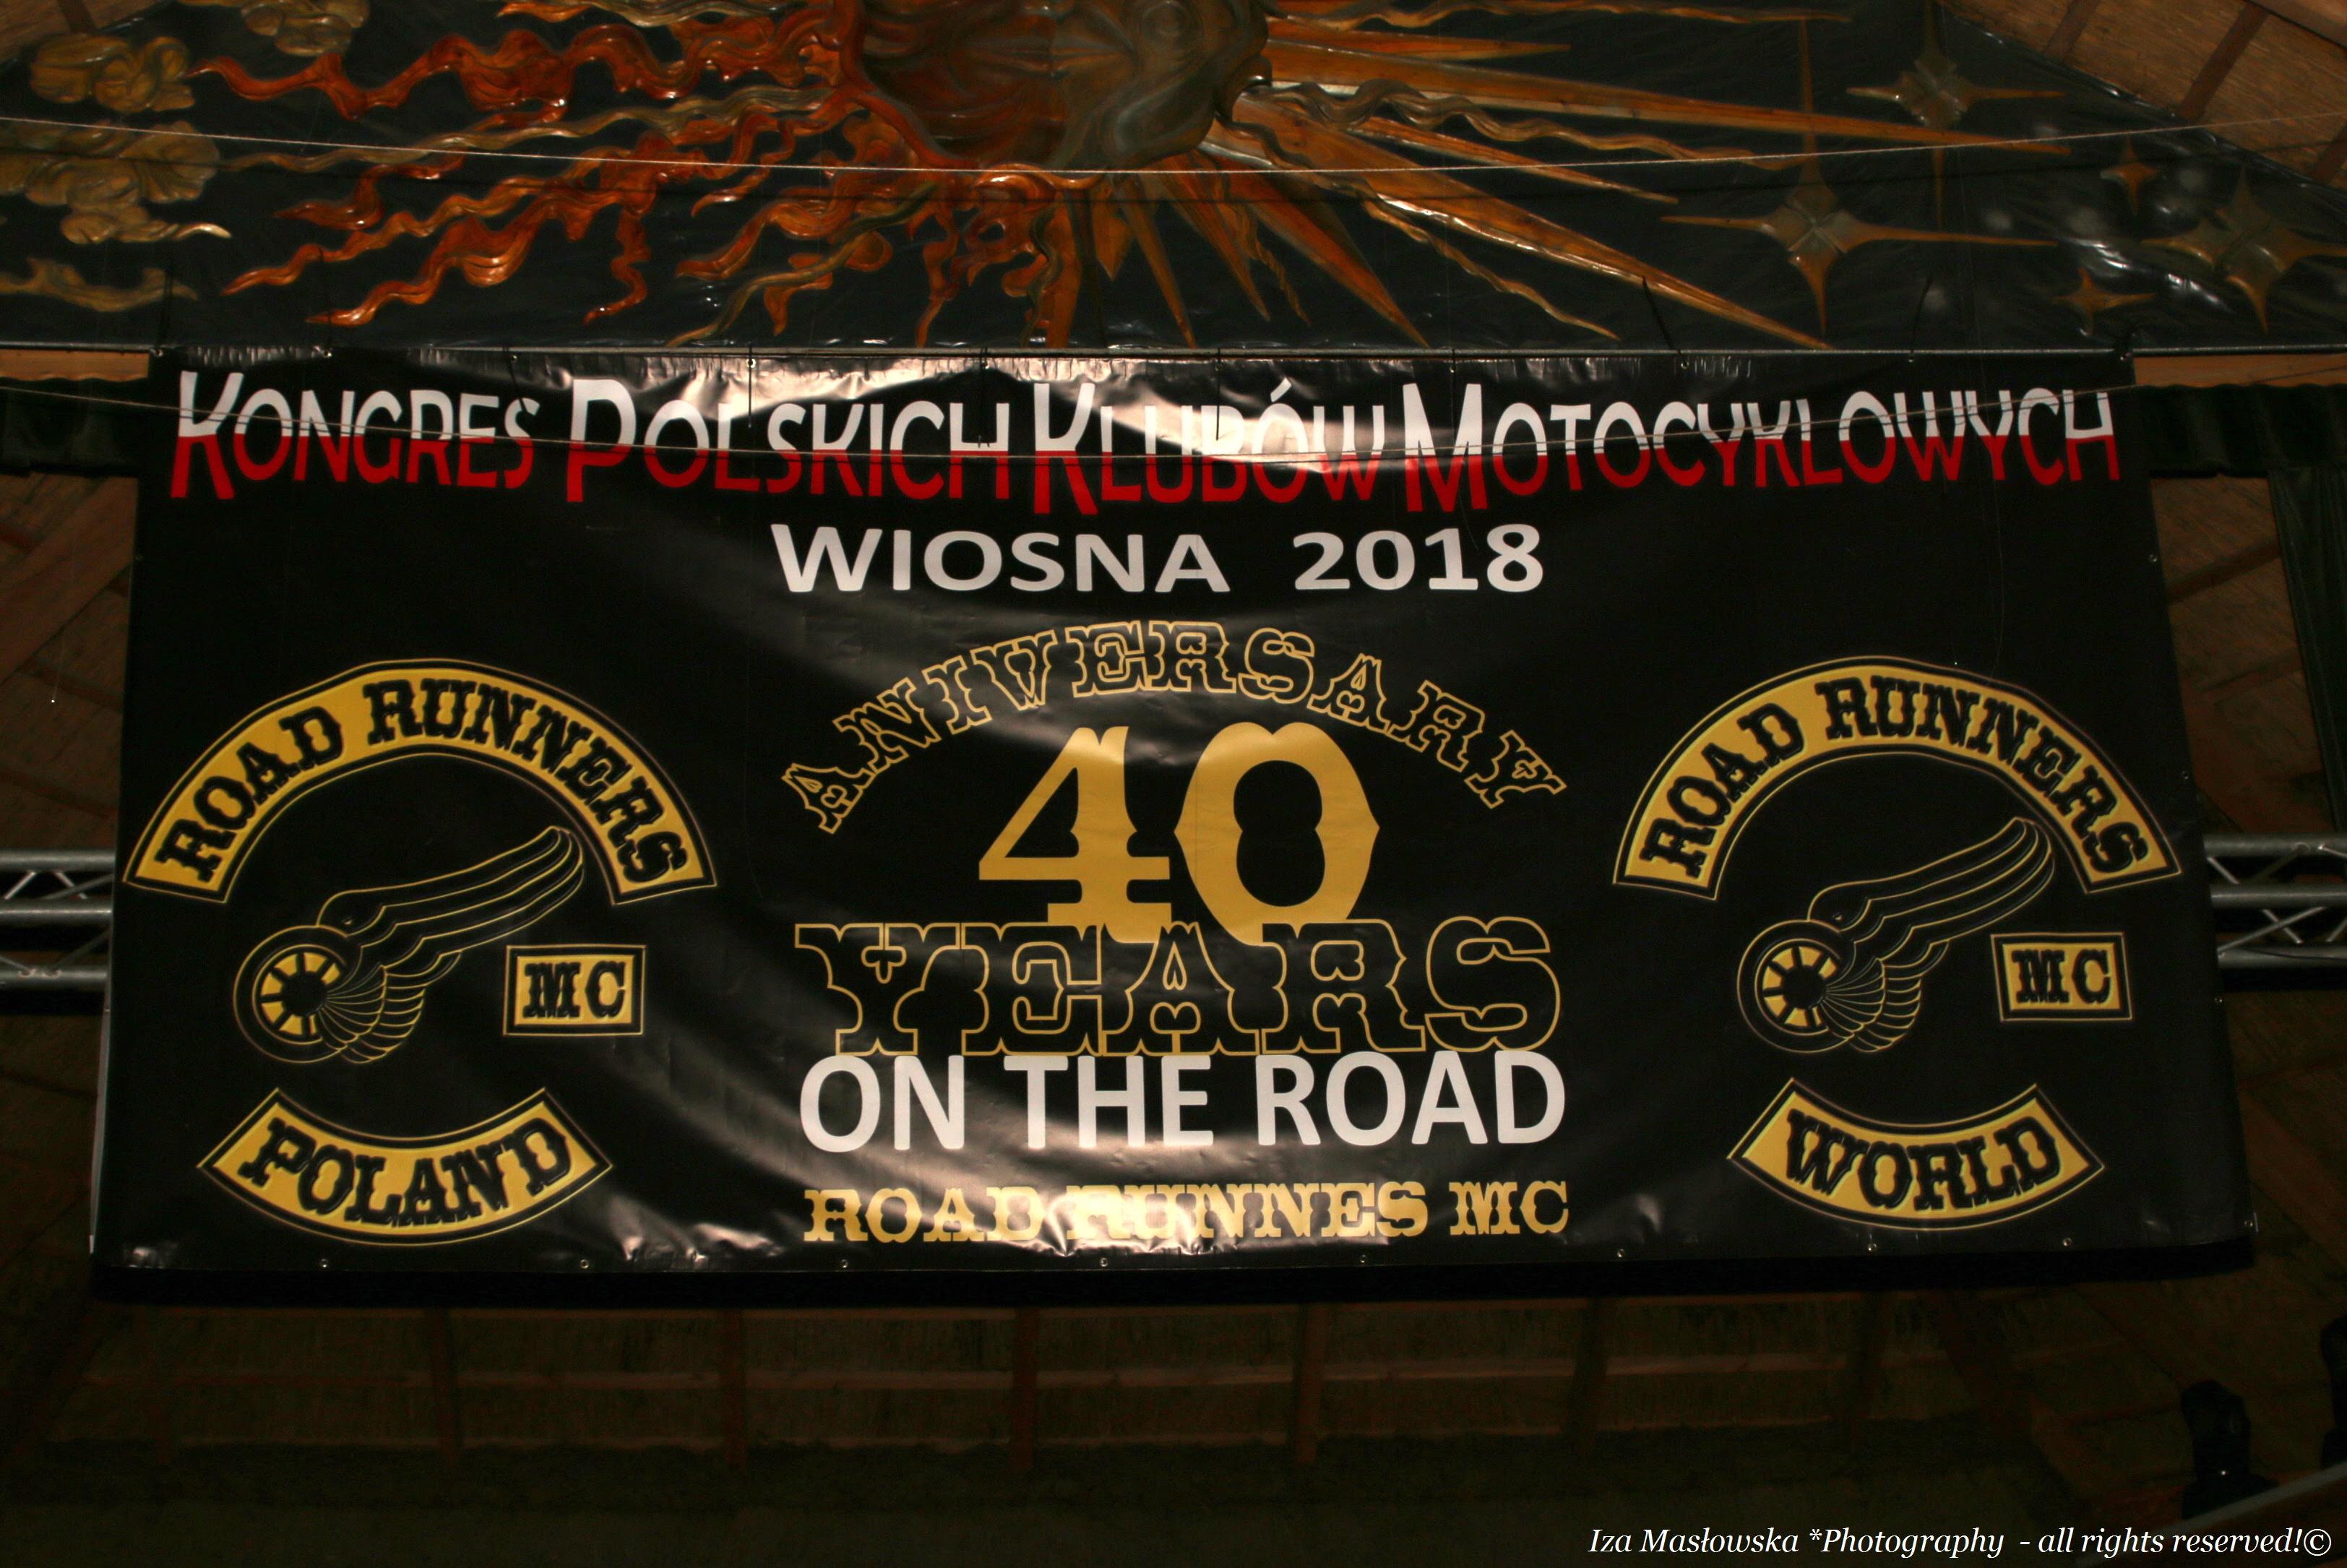 KONGRES POLSKICH KLUBÓW MOTOCYKLOWYCH
WIOSNA 2018
ANIWERSARY
40
YEARS
ON THE ROAD
ROAD RUNNES MC
ROAD RUNNERS
MC
POLAND
ROAD RUNNERS
MC
WORLD
Iza Masłowska *Photography - all rights reserved!©